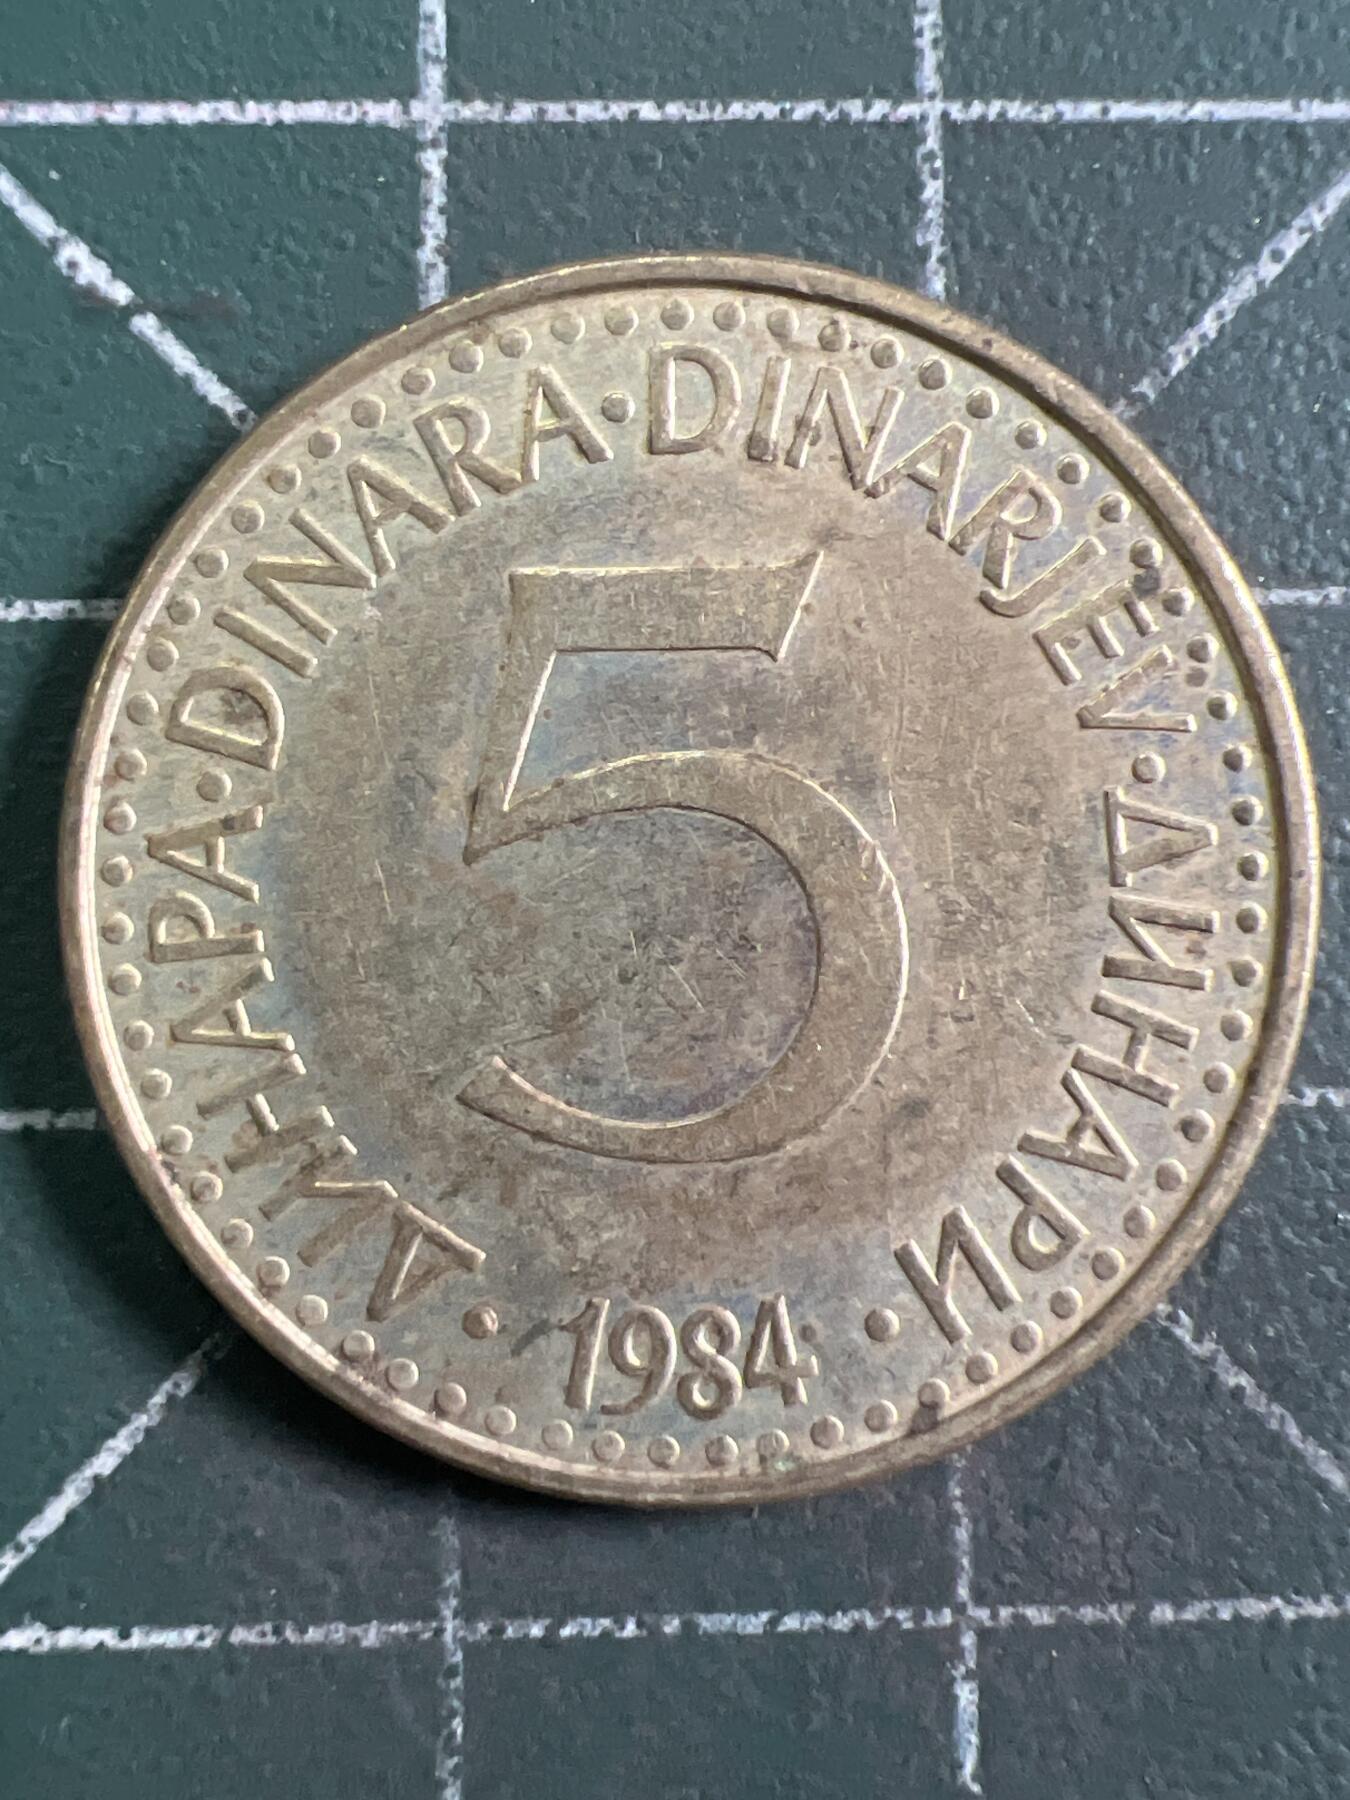 ДИНАРА · DINARA · DINARJEV · ДИНАРИ
5
· 1984 ·